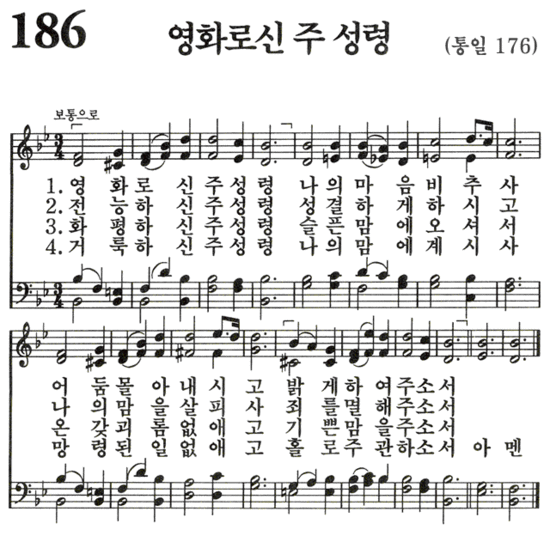 186 영화로신 주 성령 (통일 176)
보통으로
3/4
1. 영 화 로 신 주 성 령 나 의 마 음 비 추 사
2. 전 능 하 신 주 성 령 성 결 하 게 하 시 고
3. 화 평 하 신 주 성 령 슬 픈 맘 에 오 셔 서
4. 거 룩 하 신 주 성 령 나 의 맘 에 계 시 사
3/4
어 둠 몰 아 내 시 고 밝 게 하 여 주 소 서
나 의 맘 을 살 피 사 죄 를 멸 해 주 소 서
온 갖 괴 롬 없 애 고 기 쁜 맘 을 주 소 서
망 령 된 일 없 애 고 홀 로 주 관 하 소 서 아 멘